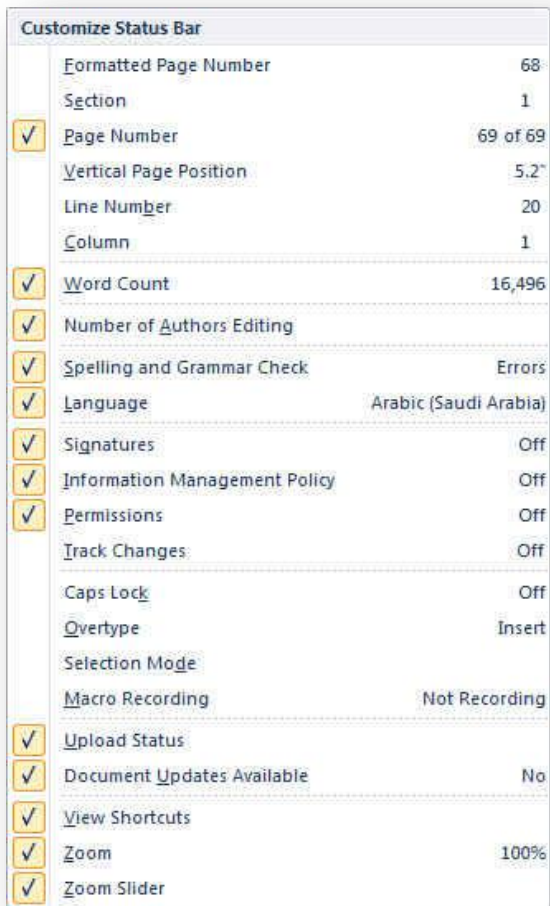 Customize Status Bar
Formatted Page Number 68
Section 1
Page Number 69 of 69
Vertical Page Position 5.2"
Line Number 20
Column 1
Word Count 16,496
Number of Authors Editing
Spelling and Grammar Check Errors
Language Arabic (Saudi Arabia)
Signatures Off
Information Management Policy Off
Permissions Off
Track Changes Off
Caps Lock Off
Overtype Insert
Selection Mode
Macro Recording Not Recording
Upload Status
Document Updates Available No
View Shortcuts
Zoom 100%
Zoom Slider